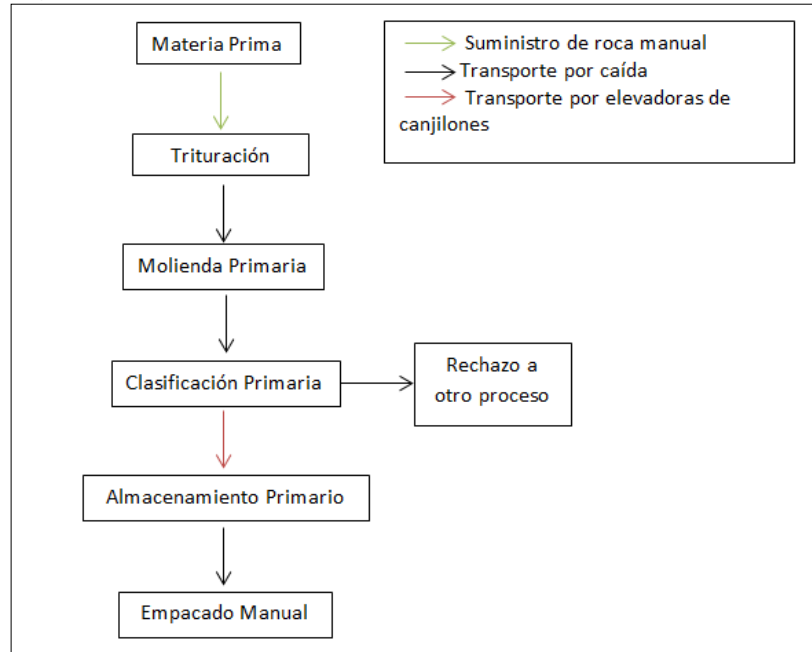 Materia Prima
Suministro de roca manual
Transporte por caída
Transporte por elevadoras de
canjilones
Trituración
Molienda Primaria
Clasificación Primaria
Rechazo a
otro proceso
Almacenamiento Primario
Empacado Manual